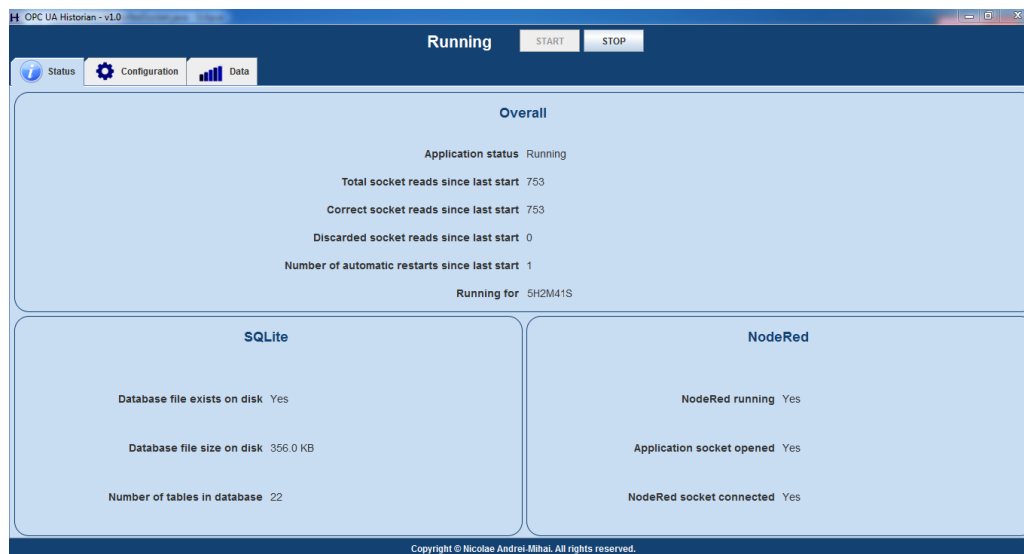 H OPC UA Historian - v1.0
Running START STOP
Status Configuration Data
Overall
Application status Running
Total socket reads since last start 753
Correct socket reads since last start 753
Discarded socket reads since last start 0
Number of automatic restarts since last start 1
Running for 5H2M41S
SQLite
Database file exists on disk Yes
Database file size on disk 356.0 KB
Number of tables in database 22
NodeRed
NodeRed running Yes
Application socket opened Yes
NodeRed socket connected Yes
Copyright © Nicolae Andrei-Mihai. All rights reserved.